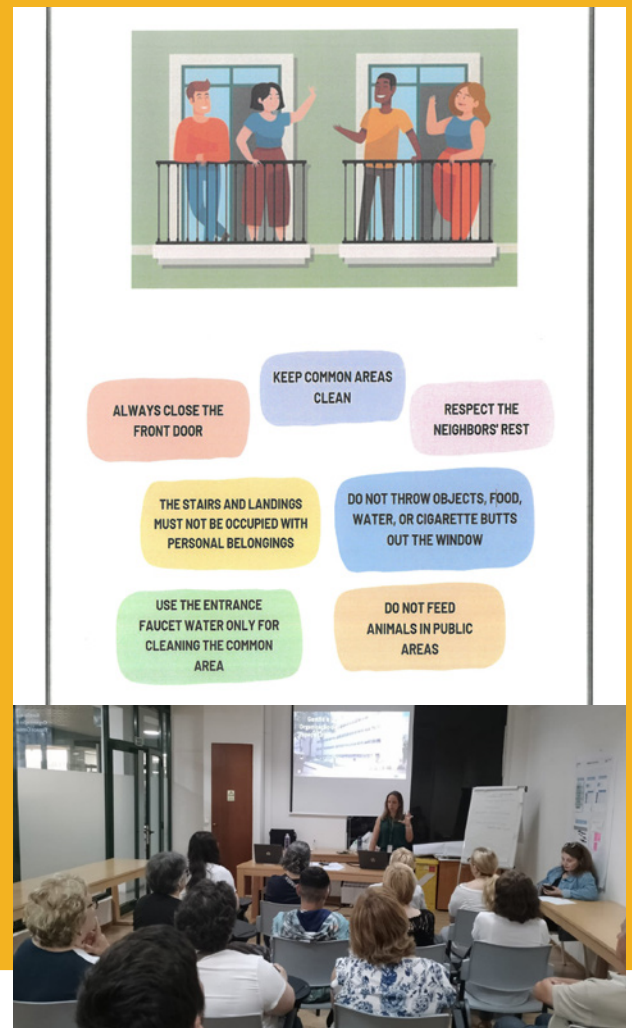 KEEP COMMON AREAS
CLEAN
ALWAYS CLOSE THE
FRONT DOOR
RESPECT THE
NEIGHBORS' REST
THE STAIRS AND LANDINGS
MUST NOT BE OCCUPIED WITH
PERSONAL BELONGINGS
DO NOT THROW OBJECTS, FOOD,
WATER, OR CIGARETTE BUTTS
OUT THE WINDOW
USE THE ENTRANCE
FAUCET WATER ONLY FOR
CLEANING THE COMMON
AREA
DO NOT FEED
ANIMALS IN PUBLIC
AREAS